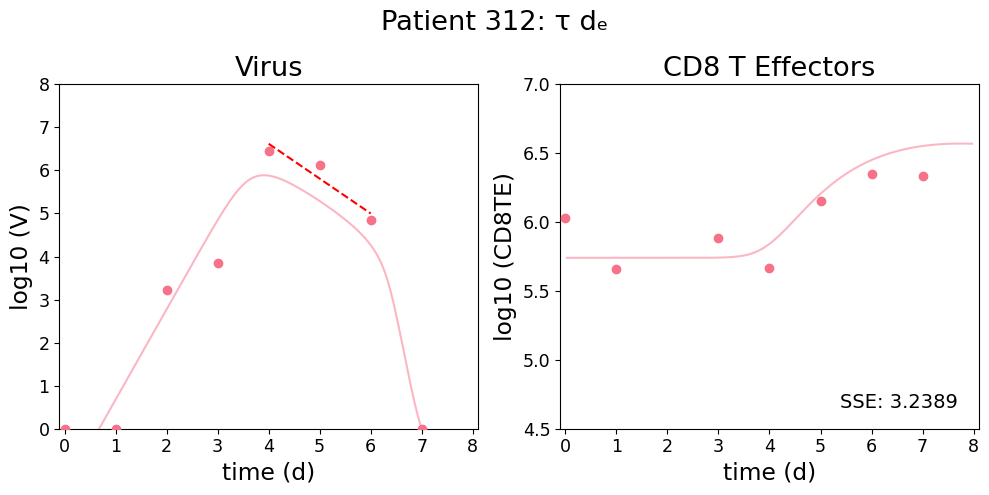 Patient 312: τ dₑ
Virus
CD8 T Effectors
log10 (V)
8
7
6
5
4
3
2
1
0
0 1 2 3 4 5 6 7 8
time (d)
log10 (CD8TE)
7.0
6.5
6.0
5.5
5.0
4.5
SSE: 3.2389
0 1 2 3 4 5 6 7 8
time (d)